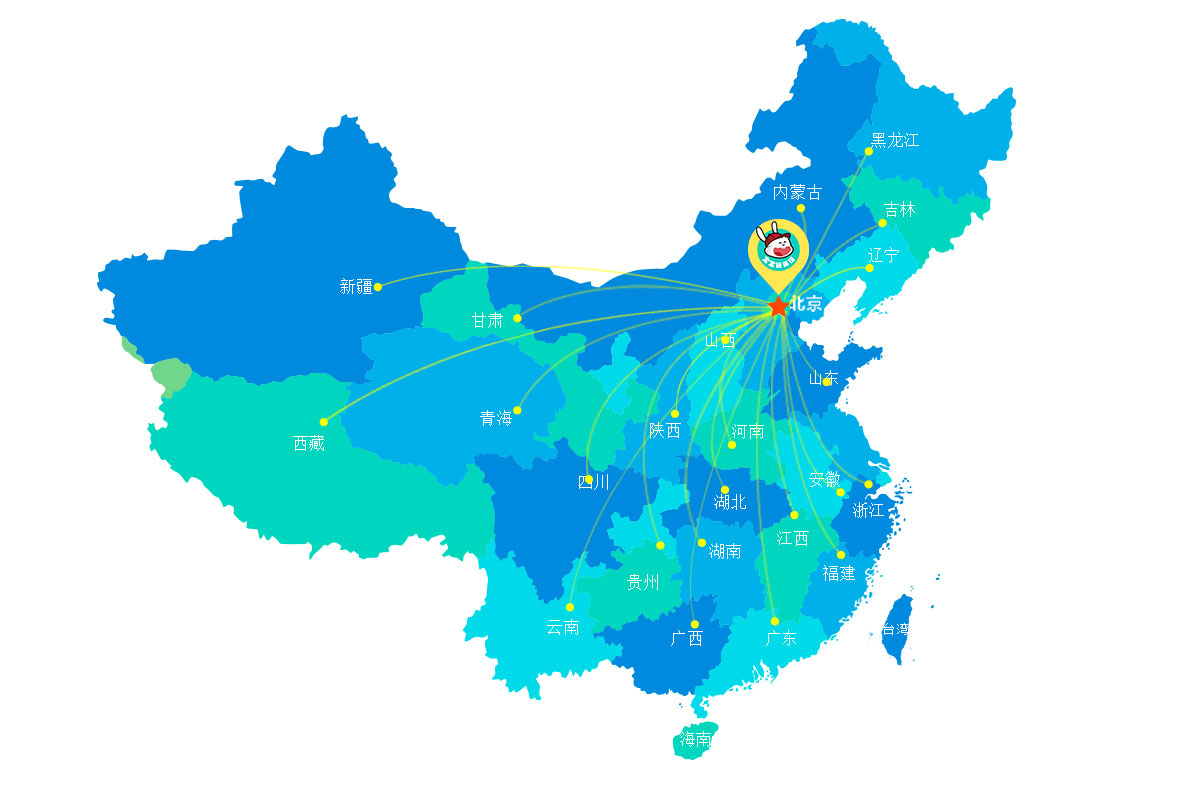 黑龙江
内蒙古
吉林
辽宁
新疆
北京
甘肃
山西
山东
青海
陕西
河南
西藏
四川
安徽
湖北
浙江
江西
湖南
福建
贵州
云南
广西
广东
台湾
海南